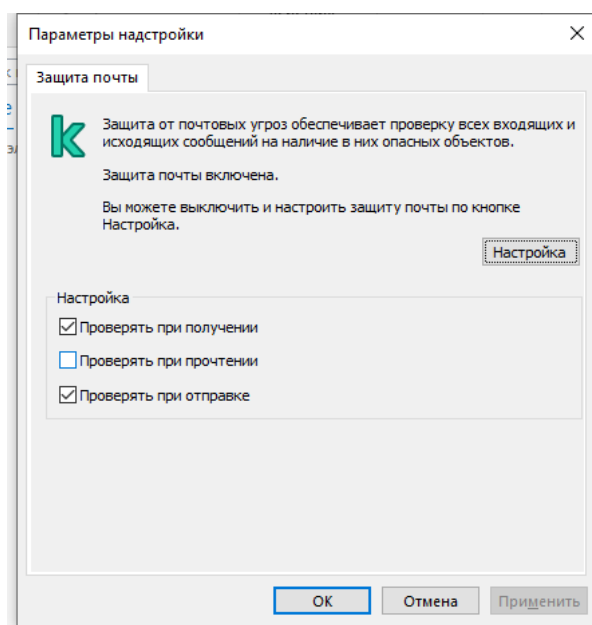 Параметры надстройки
Защита почты
Защита от почтовых угроз обеспечивает проверку всех входящих и
исходящих сообщений на наличие в них опасных объектов.
Защита почты включена.
Вы можете выключить и настроить защиту почты по кнопке
Настройка.
Настройка
Настройка
Проверять при получении
Проверять при прочтении
Проверять при отправке
ОК
Отмена
Применить